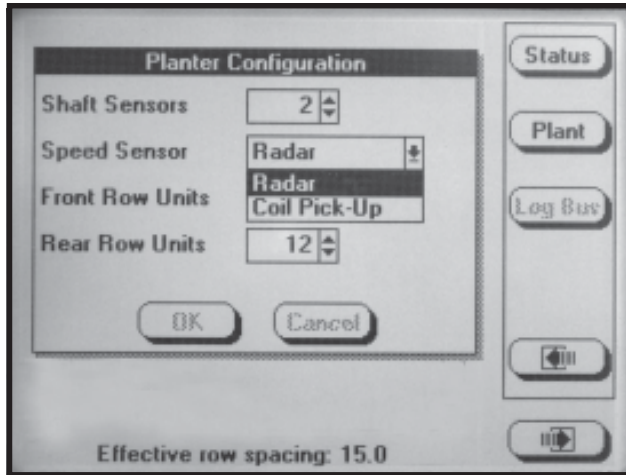 Planter Configuration
Shaft Sensors 2
Speed Sensor Radar
Radar
Front Row Units
Coil Pick-Up
Rear Row Units 12
OK Cancel
Status
Plant
Log Bus
Effective row spacing: 15.0